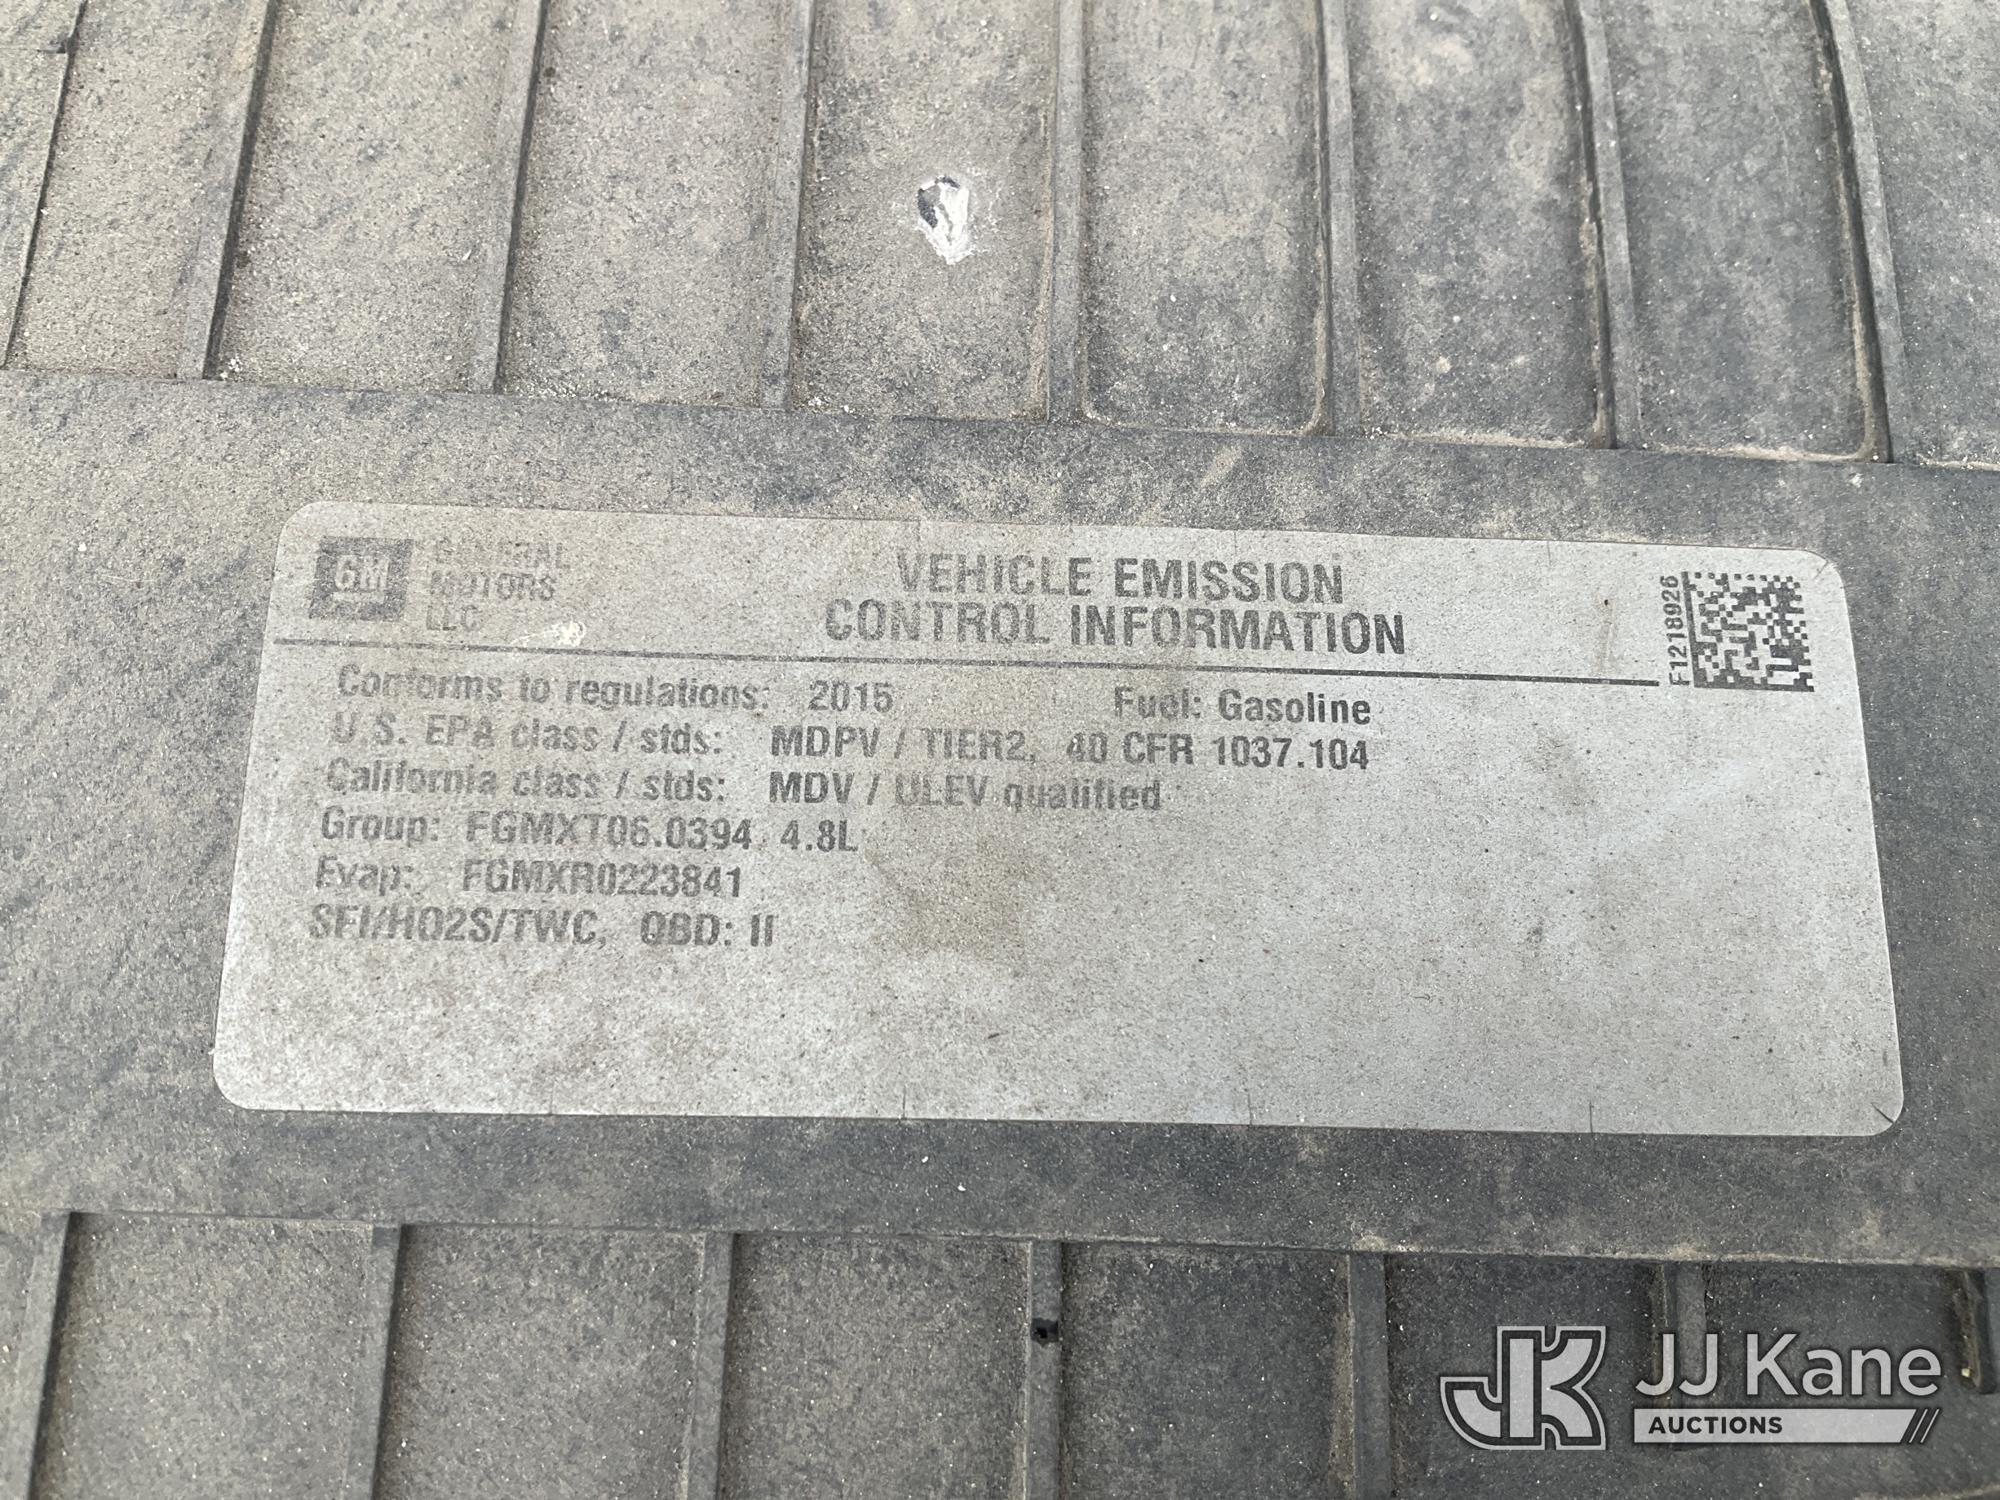 GM
GENERAL
MOTORS
LLC
VEHICLE EMISSION
CONTROL INFORMATION
F1218926
Conforms to regulations: 2015 Fuel: Gasoline
U.S. EPA class / stds: MDPV / TIER2, 40 CFR 1037.104
California class / stds: MDV / ULEV qualified
Group: FGMXT06.0394 4.8L
Evap: FGMXR0223841
SFI/HO2S/TWC, OBD: II
JK JJ Kane
AUCTIONS